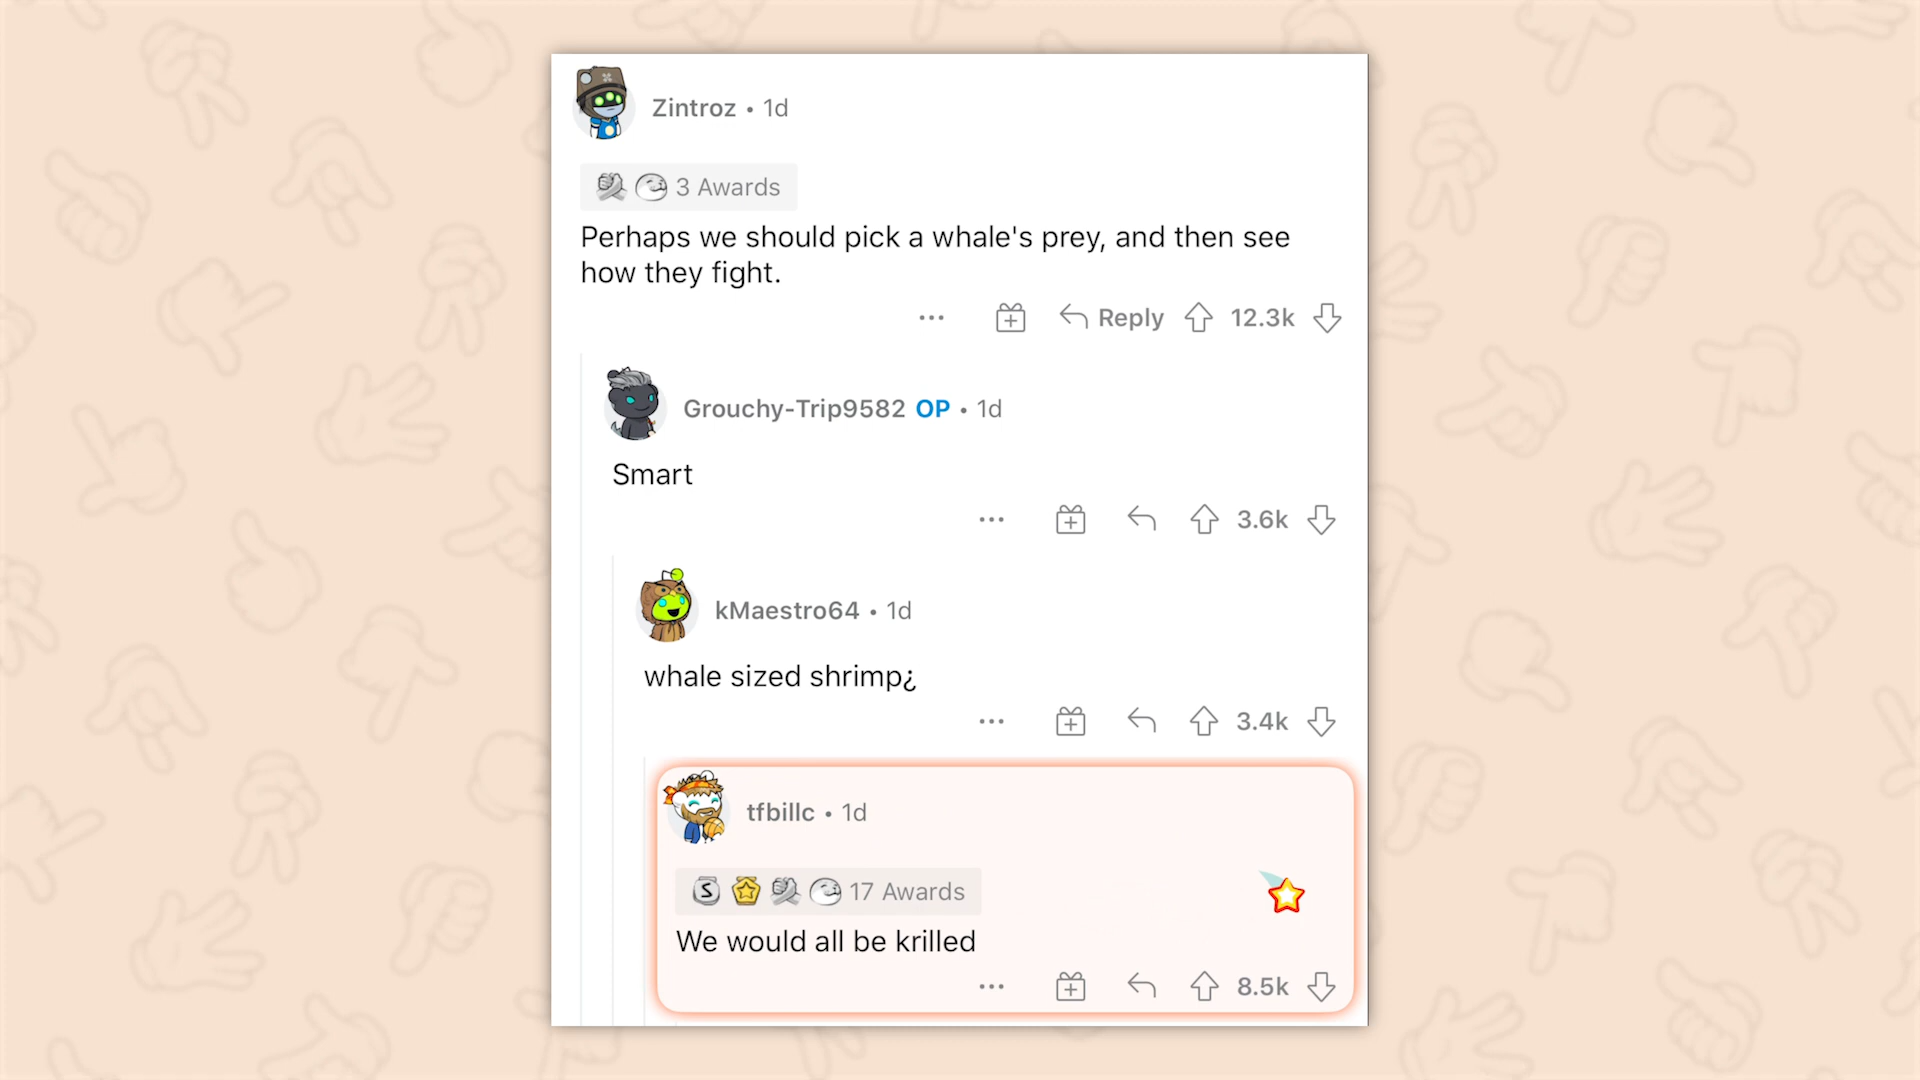 Zintroz • 1d
3 Awards
Perhaps we should pick a whale's prey, and then see
how they fight.
Reply 12.3k
Grouchy-Trip9582 OP • 1d
Smart
3.6k
kMaestro64 • 1d
whale sized shrimp¿
3.4k
tfbillc • 1d
S 17 Awards
We would all be krilled
8.5k